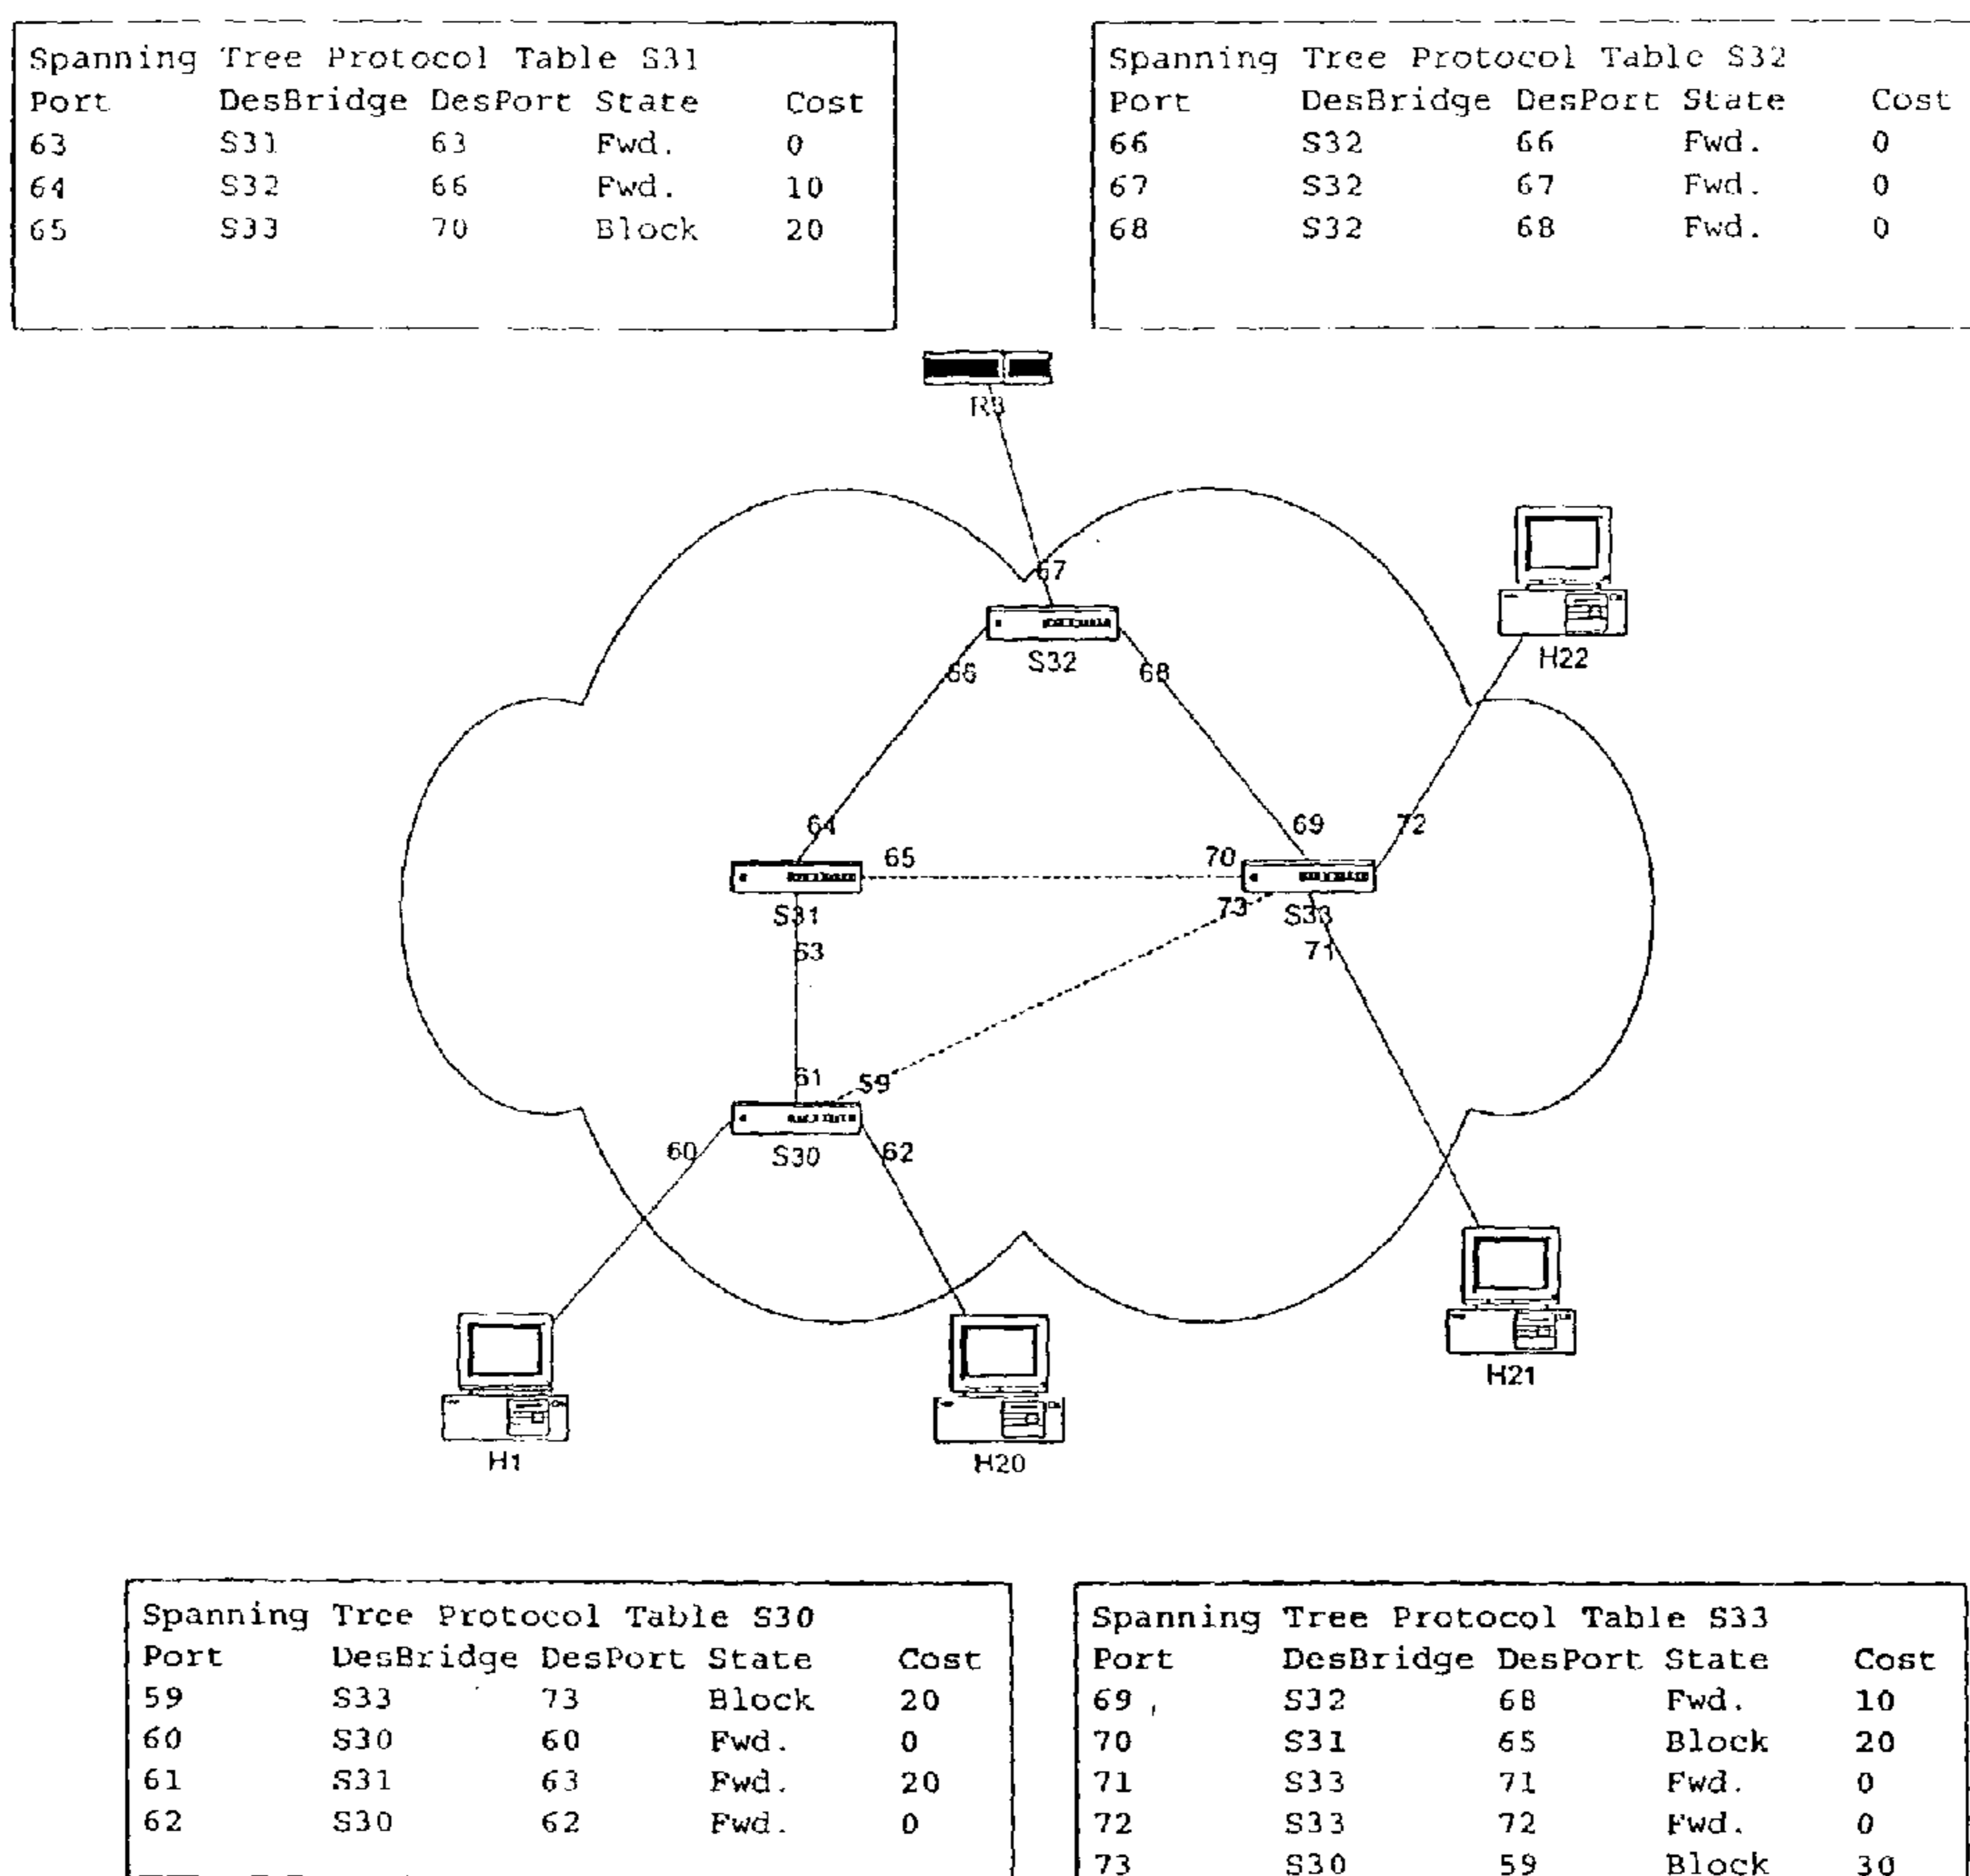 Spanning Tree Protocol Table S31
Port DesBridge DesPort State Cost
63 S31 63 Fwd. 0
64 S32 66 Fwd. 10
65 S33 70 Block 20
Spanning Tree Protocol Table S32
Port DesBridge DesPort State Cost
66 S32 66 Fwd. 0
67 S32 67 Fwd. 0
68 S32 68 Fwd. 0
R3
67
S32
66
68
H22
64
69
72
65
70
S31
73
S33
63
71
61
59
60
S30
62
H21
H1
H20
Spanning Tree Protocol Table S30
Port DesBridge DesPort State Cost
59 S33 73 Block 20
60 S30 60 Fwd. 0
61 S31 63 Fwd. 20
62 S30 62 Fwd. 0
Spanning Tree Protocol Table S33
Port DesBridge DesPort State Cost
69 S32 68 Fwd. 10
70 S31 65 Block 20
71 S33 71 Fwd. 0
72 S33 72 Fwd. 0
73 S30 59 Block 30